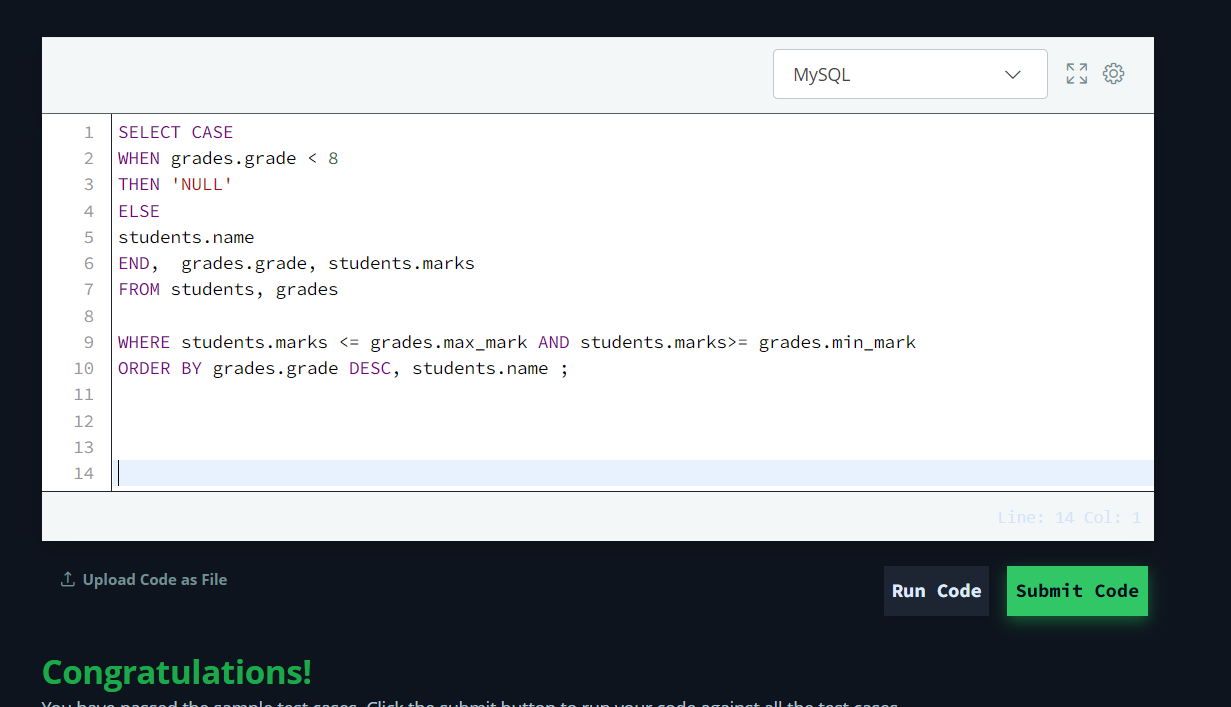 MySQL
1 SELECT CASE
2 WHEN grades.grade < 8
3 THEN 'NULL'
4 ELSE
5 students.name
6 END,  grades.grade, students.marks
7 FROM students, grades
8
9 WHERE students.marks <= grades.max_mark AND students.marks>= grades.min_mark
10 ORDER BY grades.grade DESC, students.name ;
11
12
13
14
Line: 14 Col: 1
Upload Code as File
Run Code
Submit Code
Congratulations!
You have passed the sample test cases. Click the submit button to run your code against all the test cases.